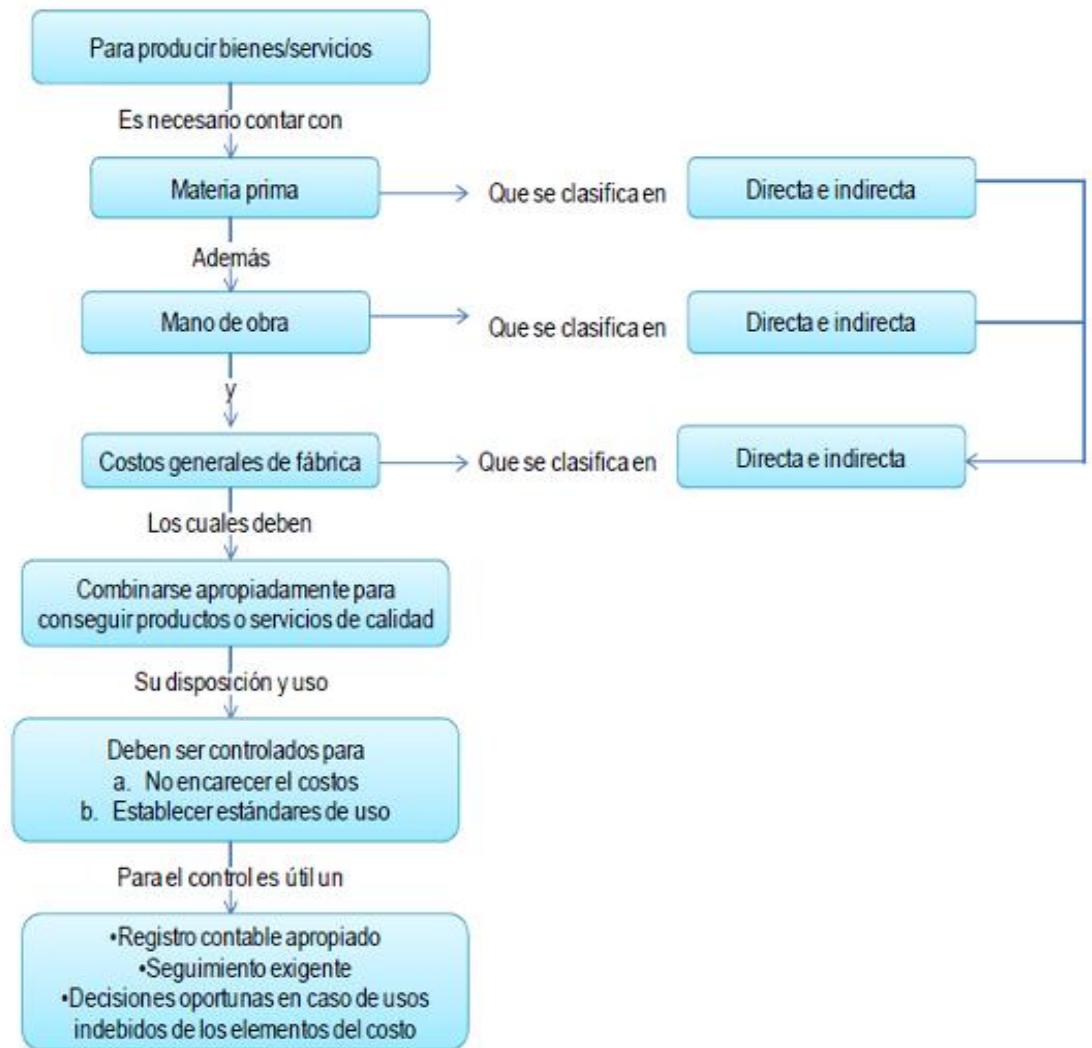 Para producir bienes/servicios
Es necesario contar con
Materia prima
Que se clasifica en
Directa e indirecta
Además
Mano de obra
Que se clasifica en
Directa e indirecta
y
Costos generales de fábrica
Que se clasifica en
Directa e indirecta
Los cuales deben
Combinarse apropiadamente para
conseguir productos o servicios de calidad
Su disposición y uso
Deben ser controlados para
a. No encarecer el costos
b. Establecer estándares de uso
Para el control es útil un
•Registro contable apropiado
•Seguimiento exigente
•Decisiones oportunas en caso de usos
indebidos de los elementos del costo